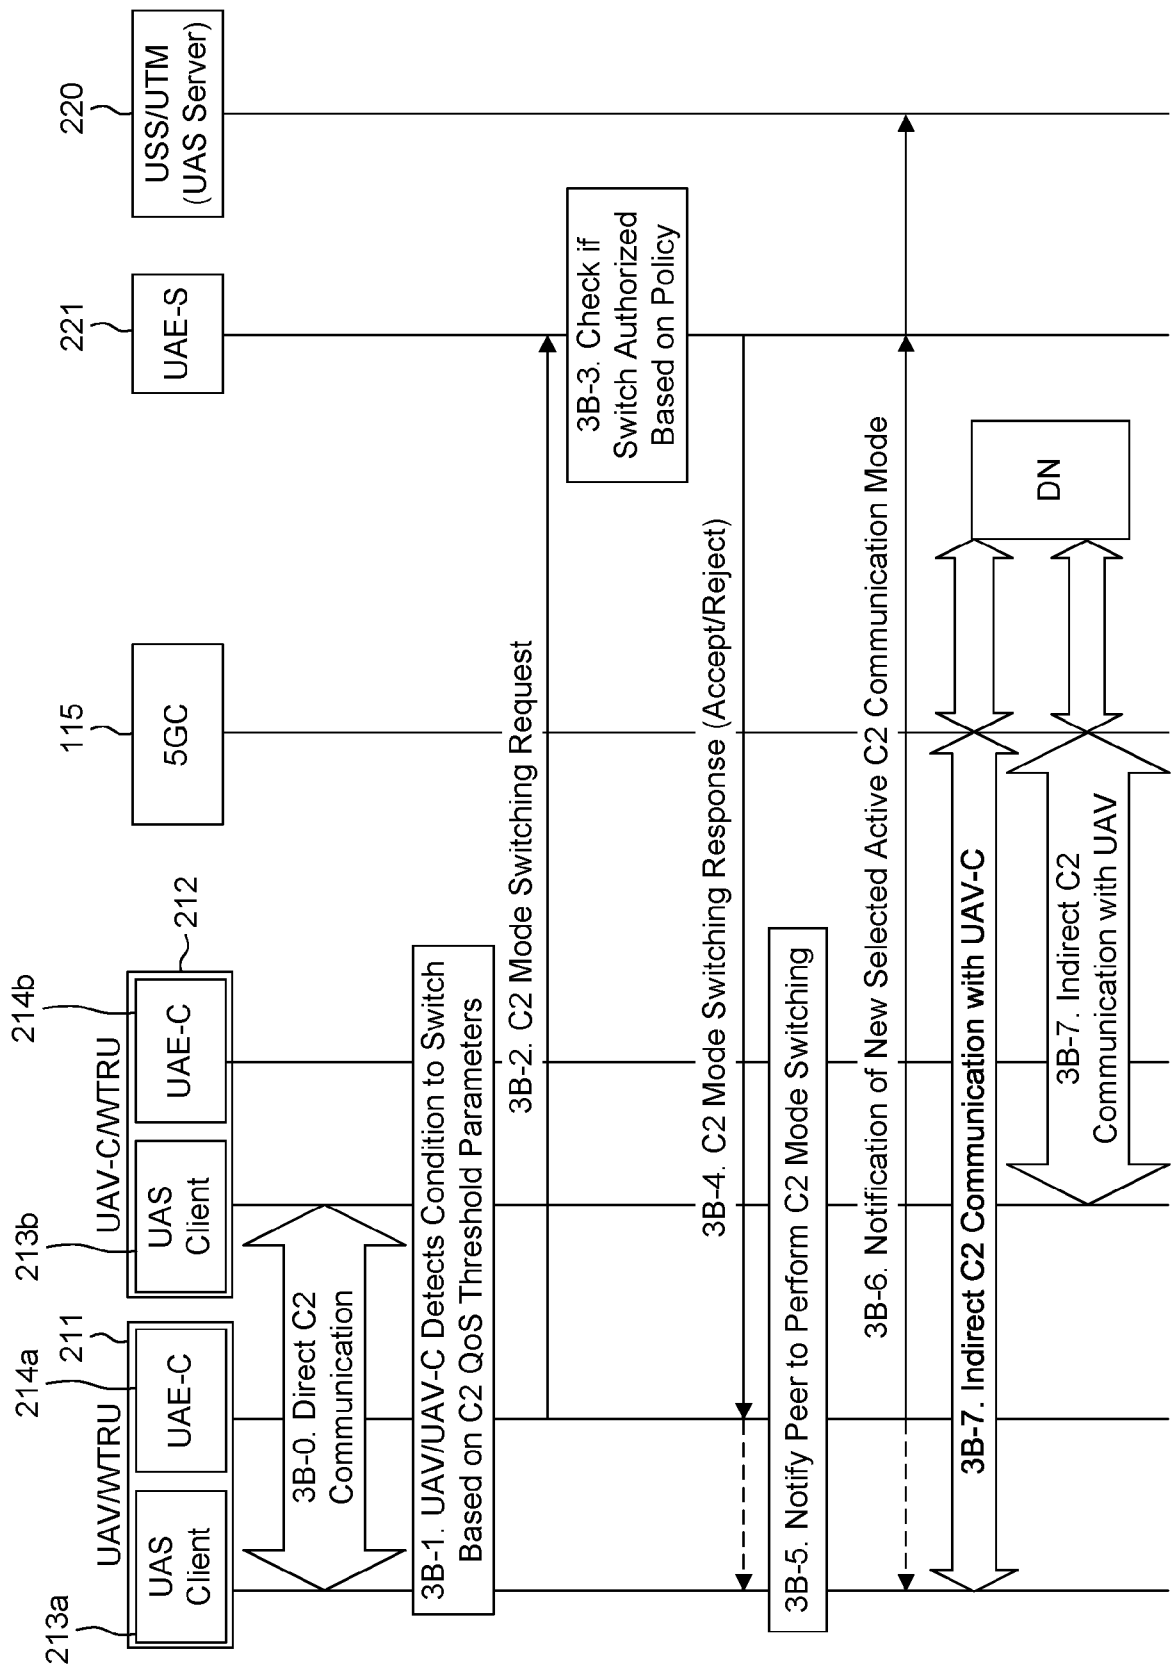 213a
214a
211
213b
214b
212
115
221
220
UAV/WTRU
UAS
Client
UAE-C
UAV-C/WTRU
UAS
Client
UAE-C
5GC
UAE-S
USS/UTM
(UAS Server)
3B-0. Direct C2
Communication
3B-1. UAV/UAV-C Detects Condition to Switch
Based on C2 QoS Threshold Parameters
3B-2. C2 Mode Switching Request
3B-3. Check if
Switch Authorized
Based on Policy
3B-4. C2 Mode Switching Response (Accept/Reject)
3B-5. Notify Peer to Perform C2 Mode Switching
3B-6. Notification of New Selected Active C2 Communication Mode
3B-7. Indirect C2 Communication with UAV-C
DN
3B-7. Indirect C2
Communication with UAV